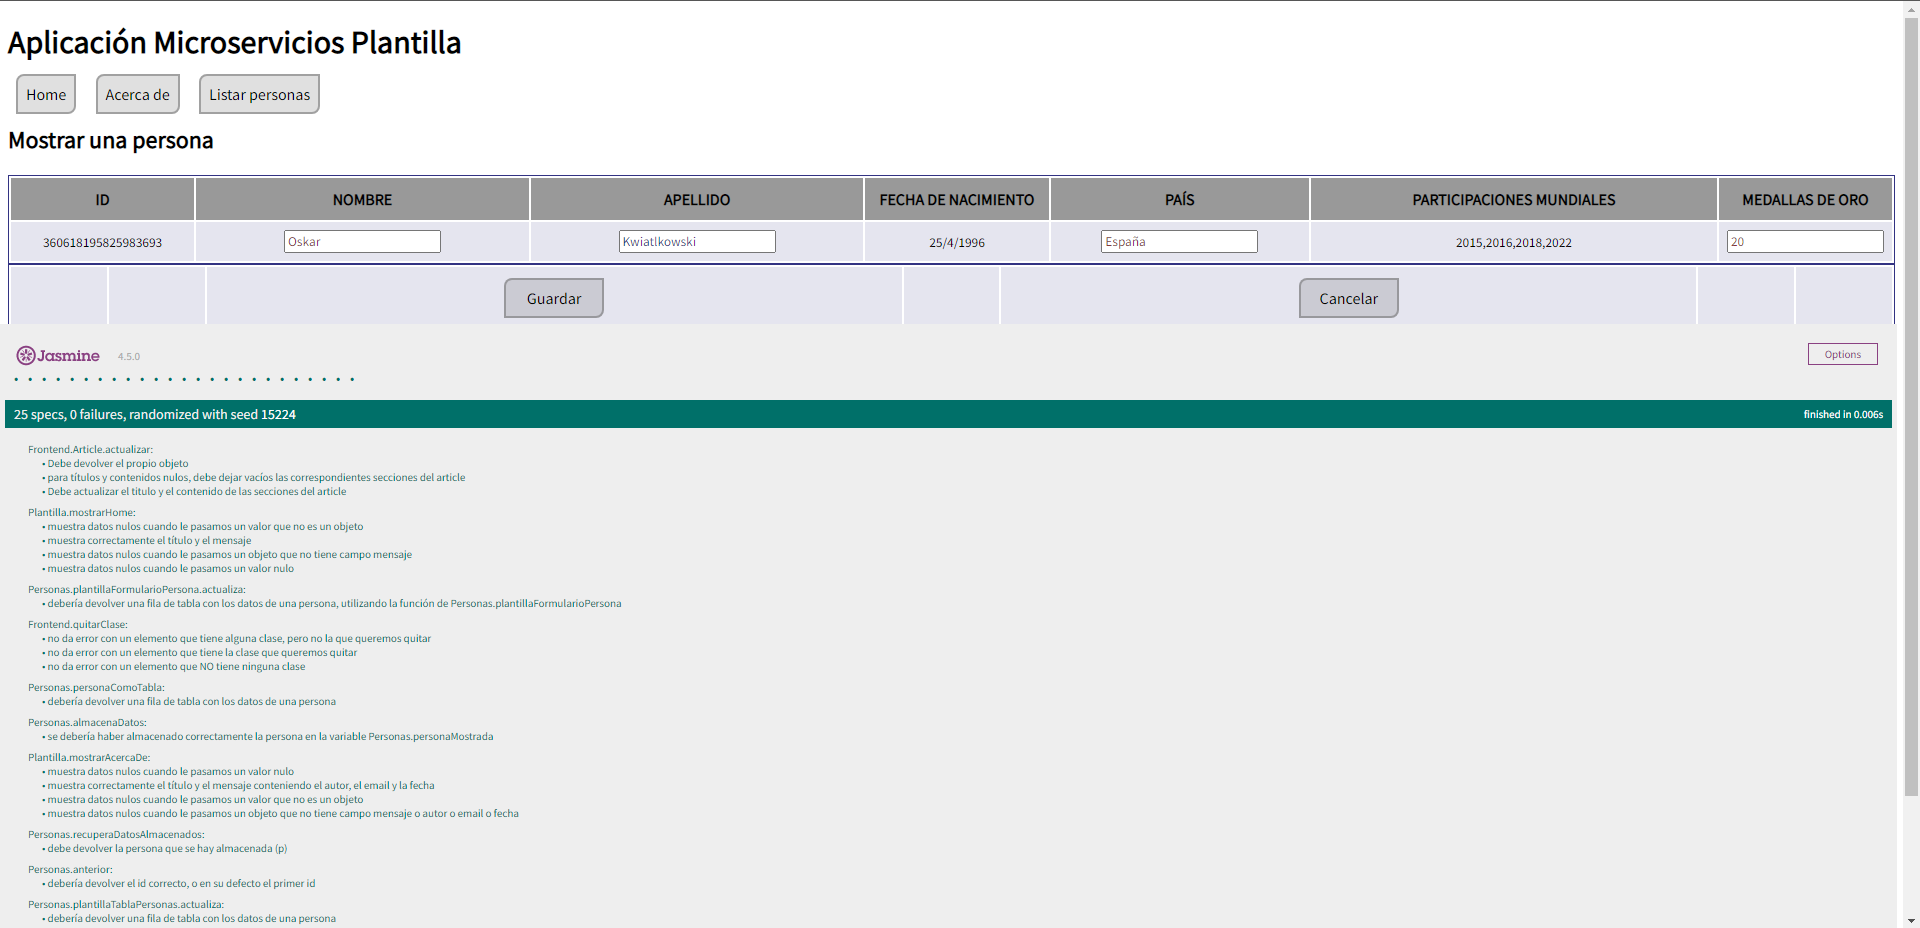 Aplicación Microservicios Plantilla
Home Acerca de Listar personas
Mostrar una persona
ID NOMBRE APELLIDO FECHA DE NACIMIENTO PAÍS PARTICIPACIONES MUNDIALES MEDALLAS DE ORO
360618195825983693 Oskar Kwiatlkowski 25/4/1996 España 2015,2016,2018,2022 20
Guardar Cancelar
Jasmine 4.5.0 Options
25 specs, 0 failures, randomized with seed 15224 finished in 0.006s
Frontend.Article.actualizar:
• Debe devolver el propio objeto
• para títulos y contenidos nulos, debe dejar vacíos las correspondientes secciones del article
• Debe actualizar el titulo y el contenido de las secciones del article
Plantilla.mostrarHome:
• muestra datos nulos cuando le pasamos un valor que no es un objeto
• muestra correctamente el título y el mensaje
• muestra datos nulos cuando le pasamos un objeto que no tiene campo mensaje
• muestra datos nulos cuando le pasamos un valor nulo
Personas.plantillaFormularioPersona.actualiza:
• debería devolver una fila de tabla con los datos de una persona, utilizando la función de Personas.plantillaFormularioPersona
Frontend.quitarClase:
• no da error con un elemento que tiene alguna clase, pero no la que queremos quitar
• no da error con un elemento que tiene la clase que queremos quitar
• no da error con un elemento que NO tiene ninguna clase
Personas.personaComoTabla:
• debería devolver una fila de tabla con los datos de una persona
Personas.almacenaDatos:
• se debería haber almacenado correctamente la persona en la variable Personas.personaMostrada
Plantilla.mostrarAcercaDe:
• muestra datos nulos cuando le pasamos un valor nulo
• muestra correctamente el título y el mensaje conteniendo el autor, el email y la fecha
• muestra datos nulos cuando le pasamos un valor que no es un objeto
• muestra datos nulos cuando le pasamos un objeto que no tiene campo mensaje o autor o email o fecha
Personas.recuperaDatosAlmacenados:
• debe devolver la persona que se hay almacenada (p)
Personas.anterior:
• debería devolver el id correcto, o en su defecto el primer id
Personas.plantillaTablaPersonas.actualiza:
• debería devolver una fila de tabla con los datos de una persona